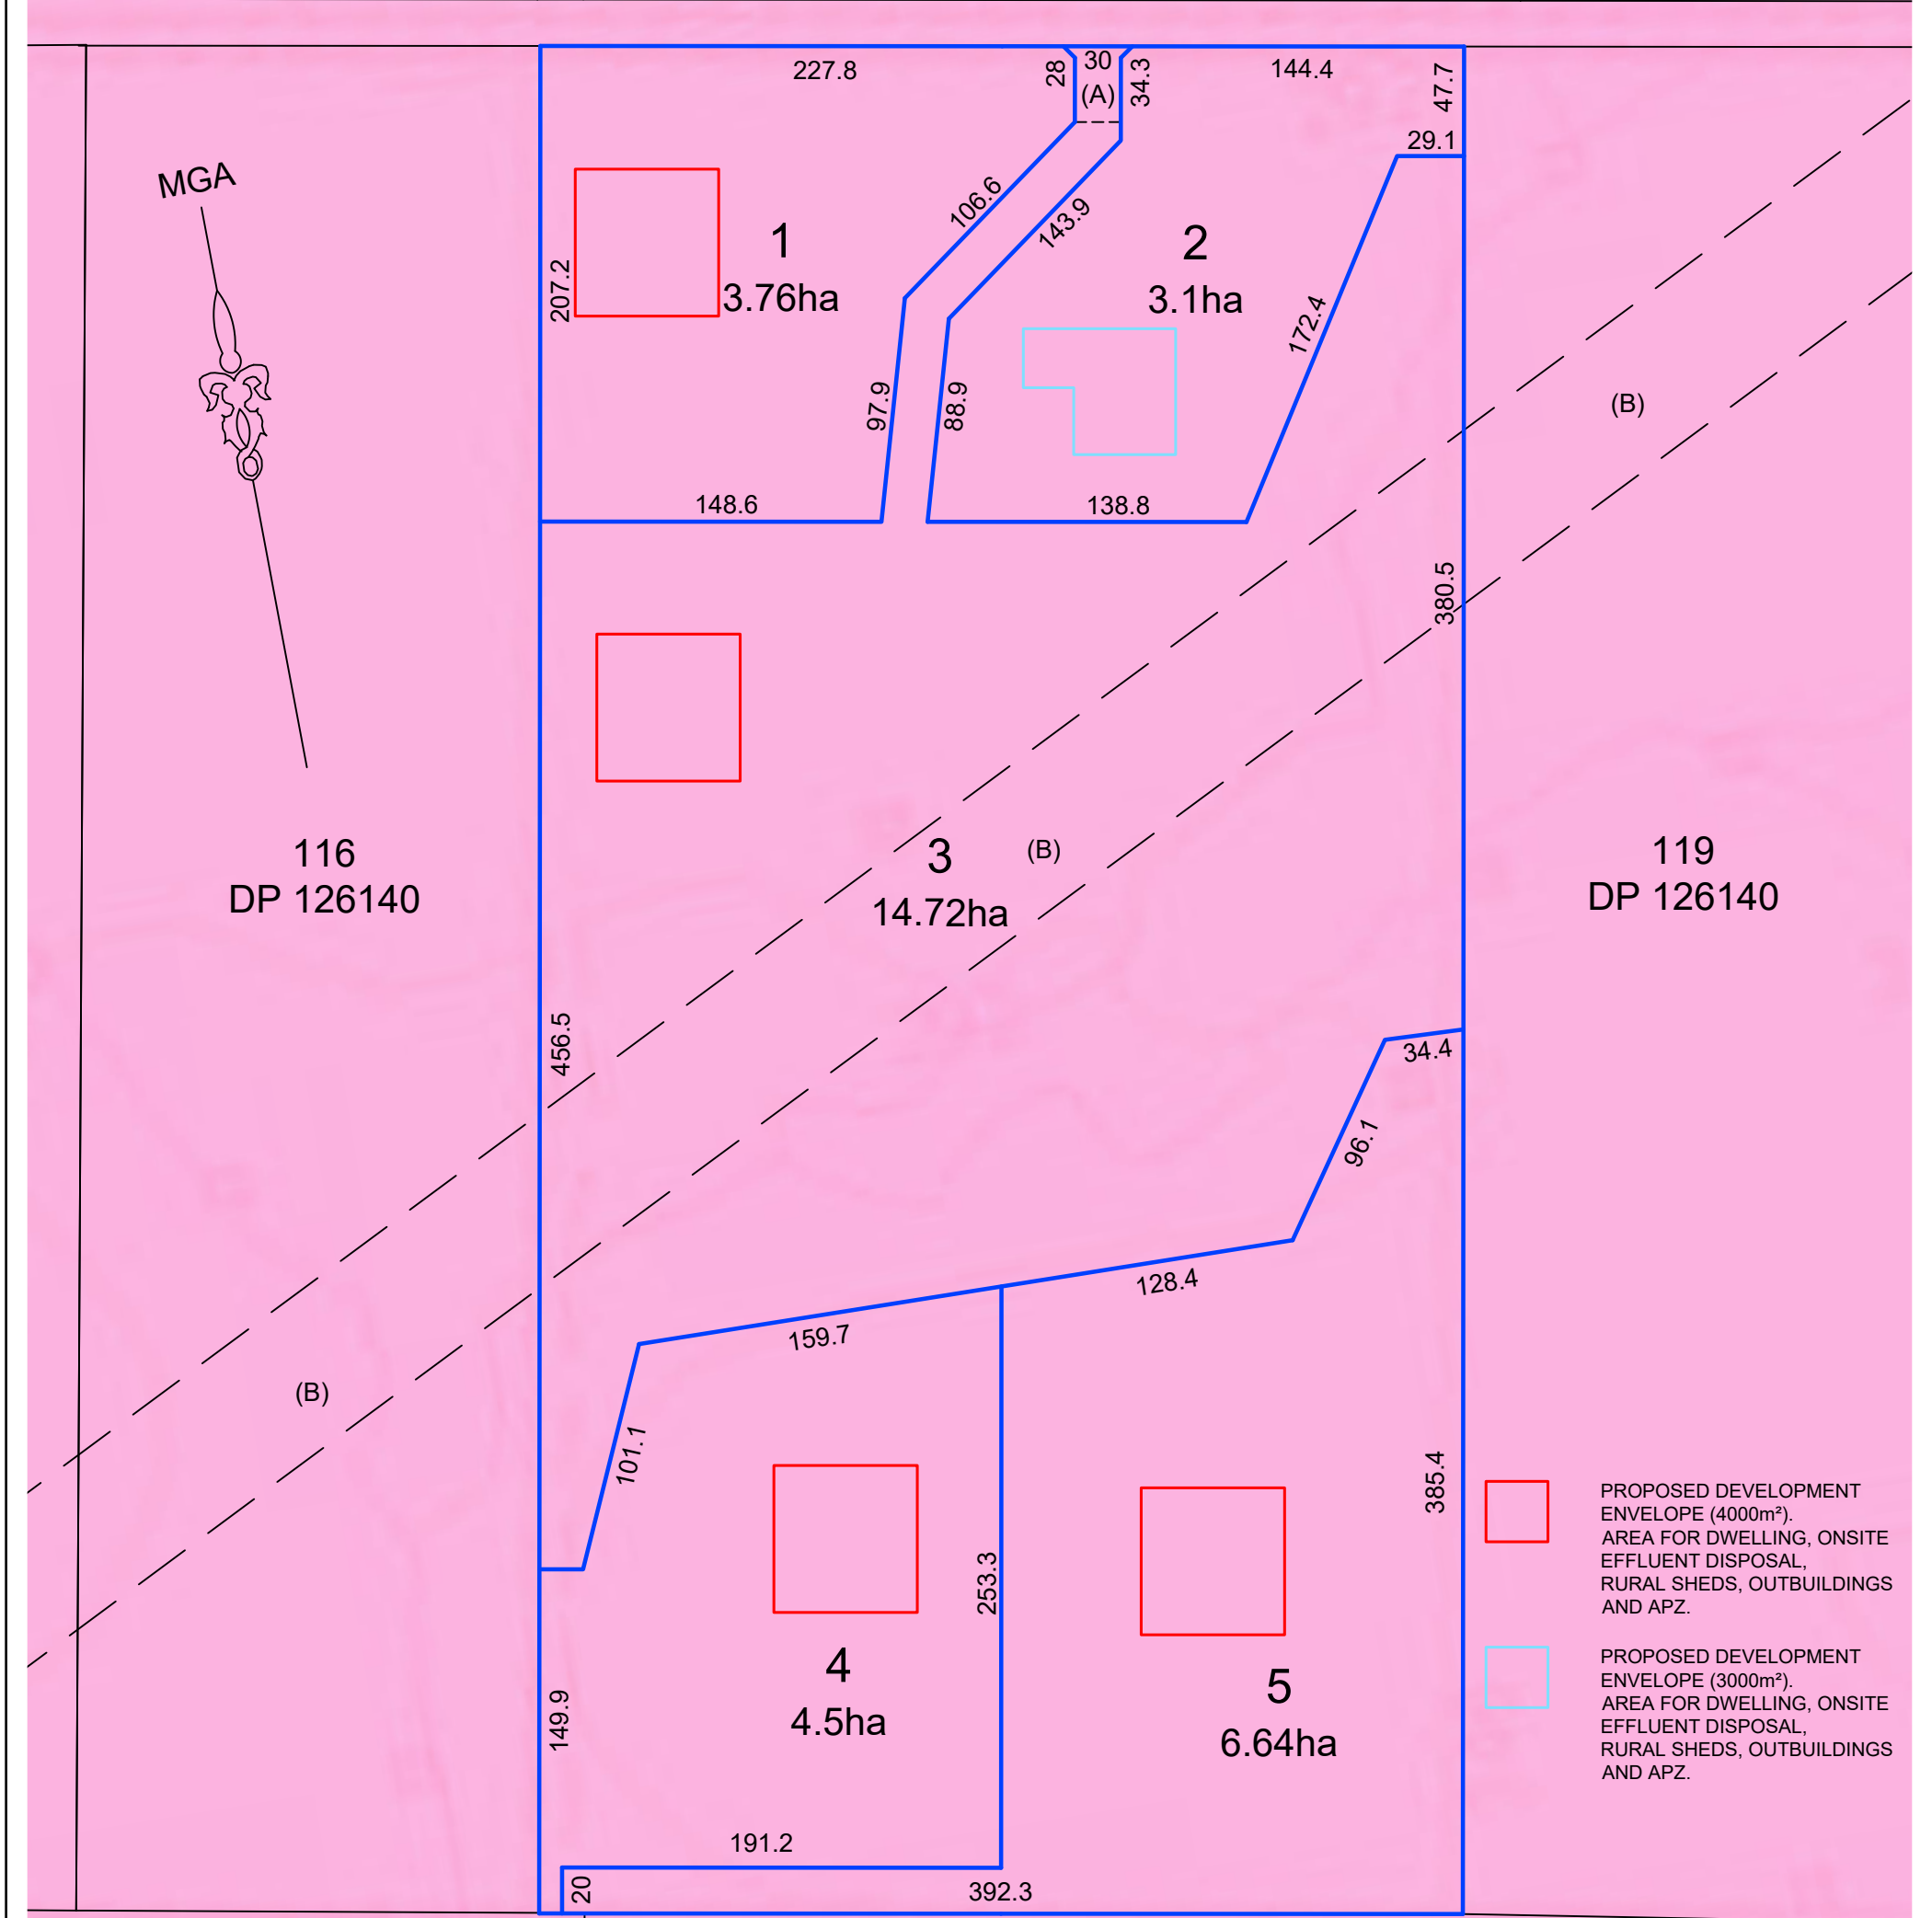 227.8
28
30
(A)
34.3
144.4
47.7
29.1
MGA
106.6
143.9
1
3.76ha
2
3.1ha
207.2
172.4
97.9
88.9
(B)
148.6
138.8
380.5
3
14.72ha
(B)
116
DP 126140
119
DP 126140
456.5
34.4
96.1
128.4
159.7
(B)
101.1
385.4
253.3
4
4.5ha
5
6.64ha
149.9
191.2
20
392.3
PROPOSED DEVELOPMENT
ENVELOPE (4000m²).
AREA FOR DWELLING, ONSITE
EFFLUENT DISPOSAL,
RURAL SHEDS, OUTBUILDINGS
AND APZ.
PROPOSED DEVELOPMENT
ENVELOPE (3000m²).
AREA FOR DWELLING, ONSITE
EFFLUENT DISPOSAL,
RURAL SHEDS, OUTBUILDINGS
AND APZ.